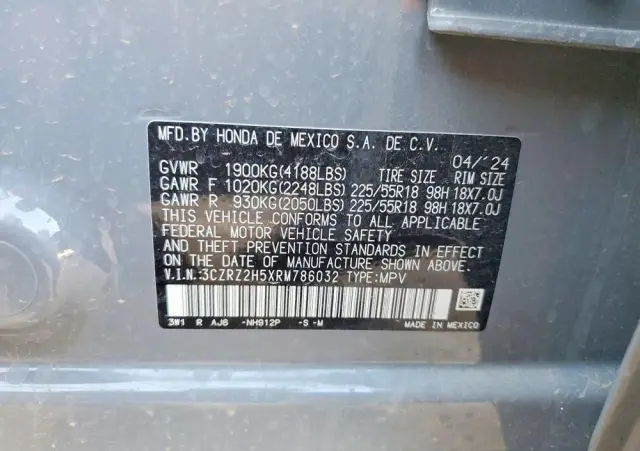 MFD.BY HONDA DE MEXICO S.A. DE C.V.
04/'24
GVWR 1900KG(4188LBS) TIRE SIZE RIM SIZE
GAWR F 1020KG(2248LBS) 225/55R18 98H 18X7.0J
GAWR R 930KG(2050LBS) 225/55R18 98H 18X7.0J
THIS VEHICLE CONFORMS TO ALL APPLICABLE
FEDERAL MOTOR VEHICLE SAFETY
AND THEFT PREVENTION STANDARDS IN EFFECT
ON THE DATE OF MANUFACTURE SHOWN ABOVE.
V.I.N.:3CZRZ2H5XRM786032 TYPE:MPV
3W1 R AJ6 -NH912P -S -M MADE IN MEXICO